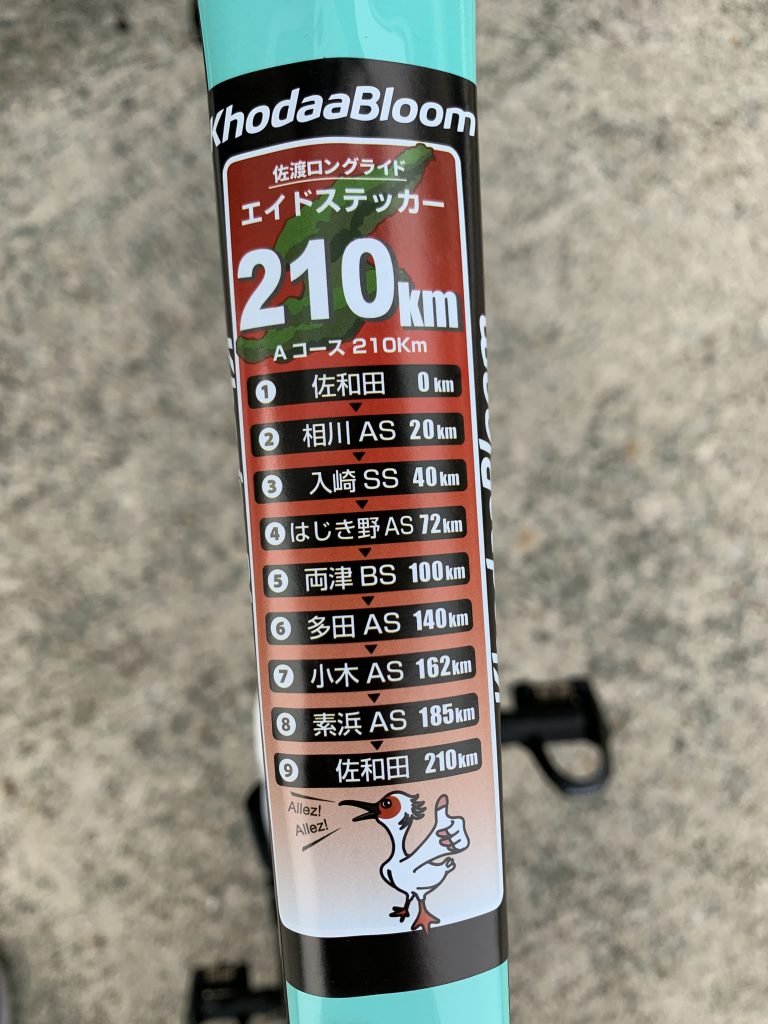 KhodaaBloom
佐渡ロングライド
エイドステッカー
210km
Aコース 210Km
1 佐和田 0km
2 相川 AS 20km
3 入崎 SS 40km
4 はじき野 AS 72km
5 両津 BS 100km
6 多田 AS 140km
7 小木 AS 162km
8 素浜 AS 185km
9 佐和田 210km
Allez!
Allez!